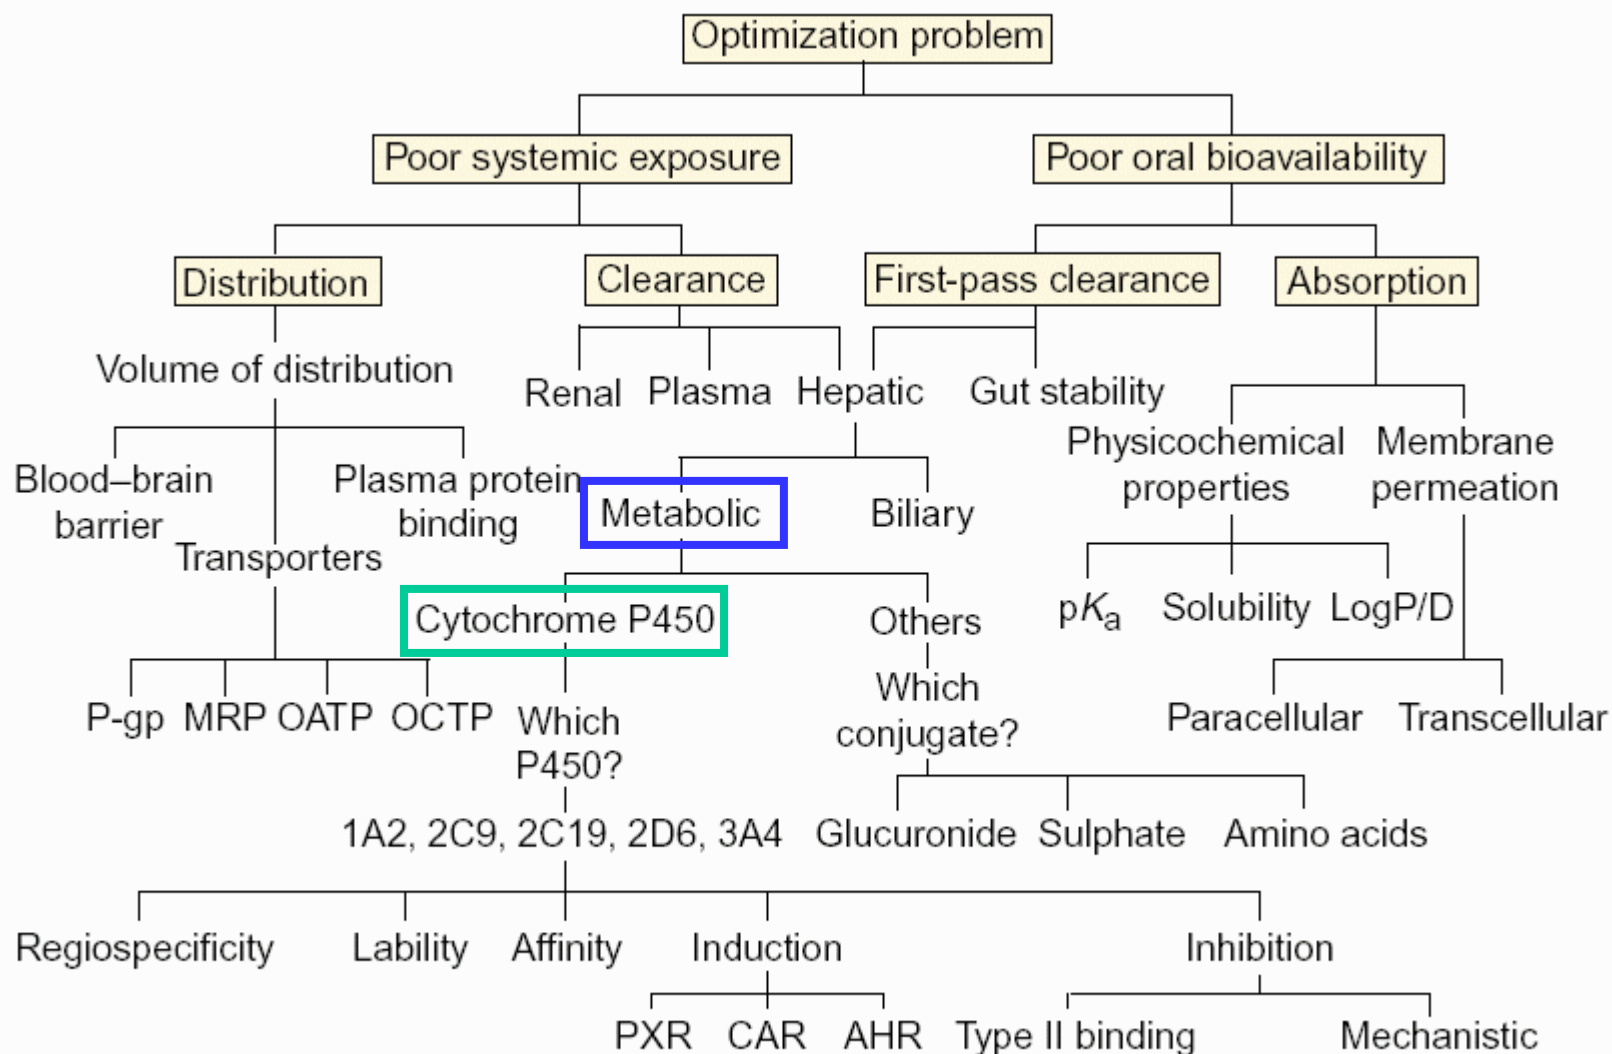 Optimization problem
Poor systemic exposure
Poor oral bioavailability
Distribution
Clearance
First-pass clearance
Absorption
Volume of distribution
Renal
Plasma
Hepatic
Gut stability
Physicochemical
properties
Membrane
permeation
Blood–brain
barrier
Transporters
Plasma protein
binding
Metabolic
Biliary
Cytochrome P450
Others
pKa
Solubility
LogP/D
P-gp
MRP
OATP
OCTP
Which
P450?
Which
conjugate?
Paracellular
Transcellular
1A2, 2C9, 2C19, 2D6, 3A4
Glucuronide
Sulphate
Amino acids
Regiospecificity
Lability
Affinity
Induction
Inhibition
PXR
CAR
AHR
Type II binding
Mechanistic